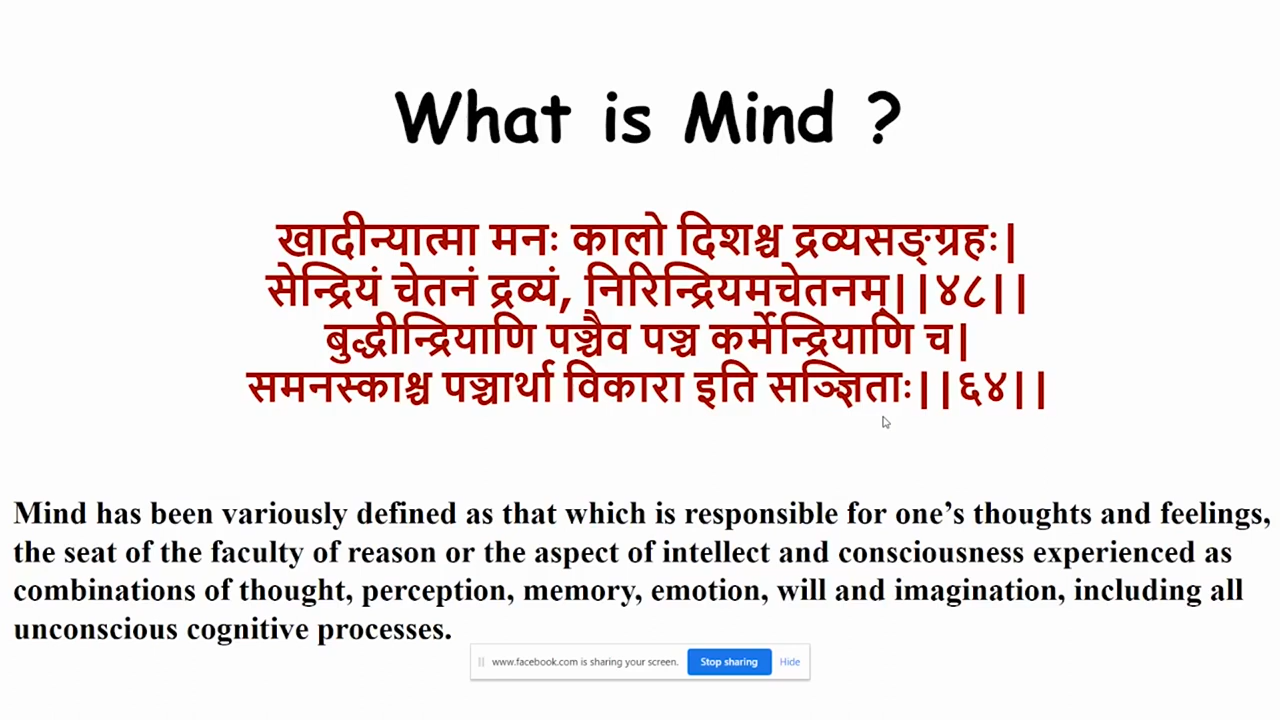 What is Mind ?
खादीन्यात्मा मनः कालो दिशश्च द्रव्यसङ्ग्रहः|
सेन्द्रियं चेतनं द्रव्यं, निरिन्द्रियमचेतनम्||४८||
बुद्धीन्द्रियाणि पञ्चैव पञ्च कर्मेन्द्रियाणि च|
समनस्काश्च पञ्चार्था विकारा इति सञ्ज्ञिताः||६४||
Mind has been variously defined as that which is responsible for one’s thoughts and feelings,
the seat of the faculty of reason or the aspect of intellect and consciousness experienced as
combinations of thought, perception, memory, emotion, will and imagination, including all
unconscious cognitive processes.
www.facebook.com is sharing your screen. Stop sharing Hide